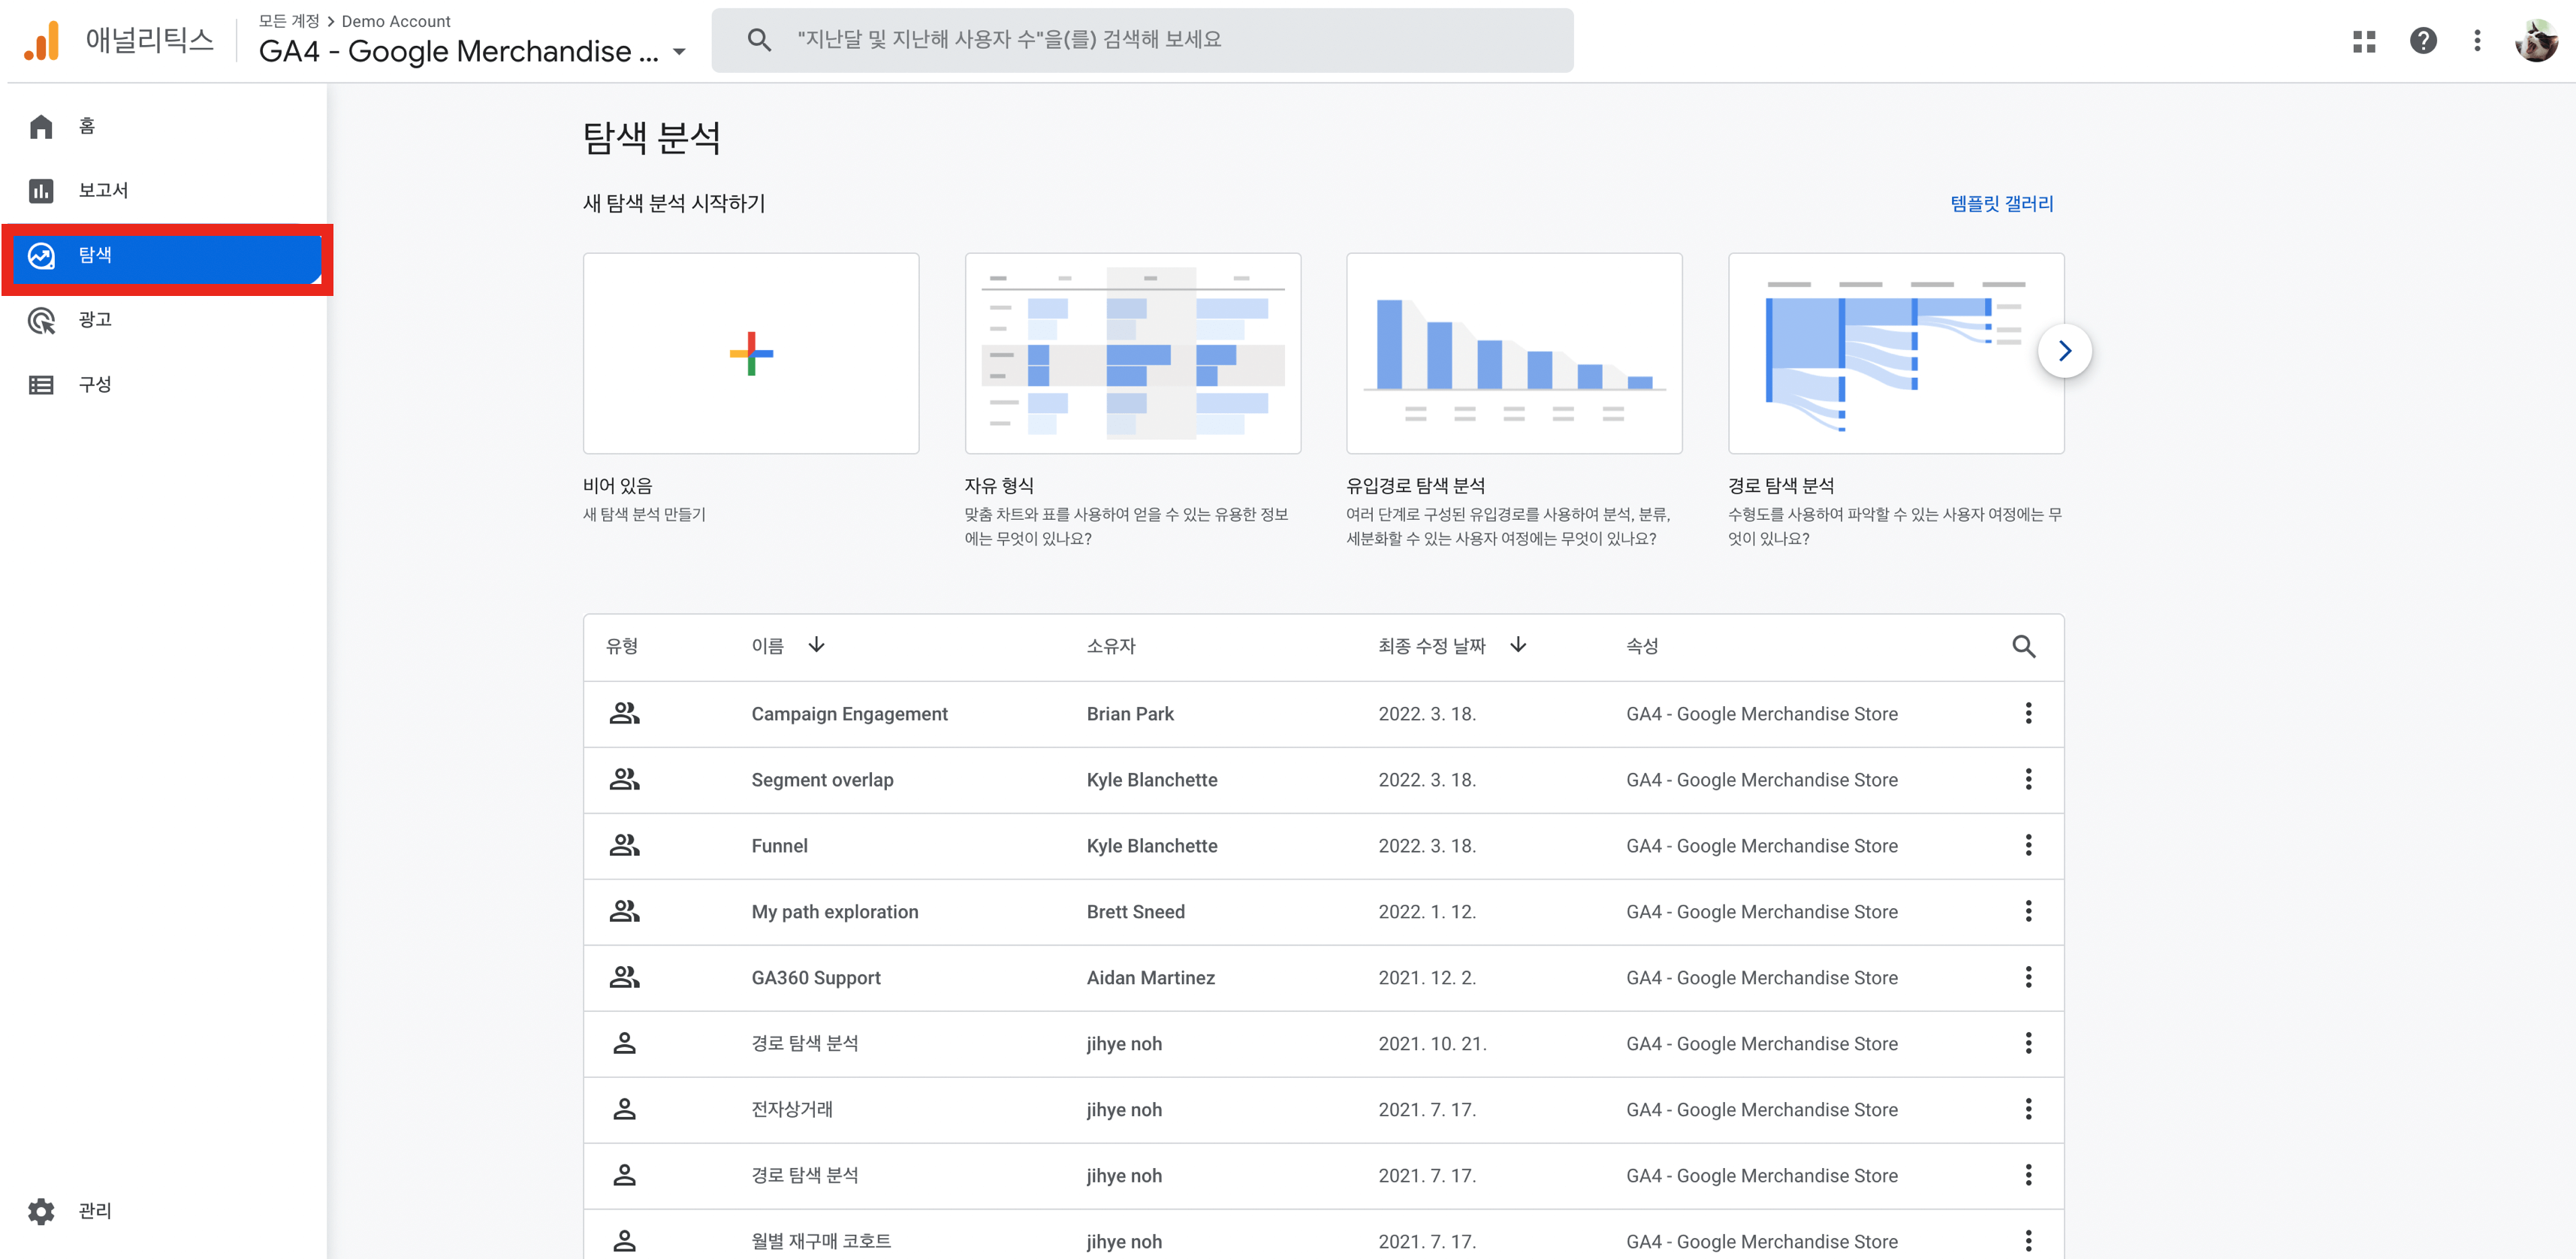 애널리틱스
모든 계정 > Demo Account
GA4 - Google Merchandise ...
"지난달 및 지난해 사용자 수"을(를) 검색해 보세요
홈
보고서
탐색
광고
구성
관리
탐색 분석
새 탐색 분석 시작하기
템플릿 갤러리
비어 있음
새 탐색 분석 만들기
자유 형식
맞춤 차트와 표를 사용하여 얻을 수 있는 유용한 정보
에는 무엇이 있나요?
유입경로 탐색 분석
여러 단계로 구성된 유입경로를 사용하여 분석, 분류,
세분화할 수 있는 사용자 여정에는 무엇이 있나요?
경로 탐색 분석
수형도를 사용하여 파악할 수 있는 사용자 여정에는 무
엇이 있나요?
유형 이름 소유자 최종 수정 날짜 속성
Campaign Engagement Brian Park 2022. 3. 18. GA4 - Google Merchandise Store
Segment overlap Kyle Blanchette 2022. 3. 18. GA4 - Google Merchandise Store
Funnel Kyle Blanchette 2022. 3. 18. GA4 - Google Merchandise Store
My path exploration Brett Sneed 2022. 1. 12. GA4 - Google Merchandise Store
GA360 Support Aidan Martinez 2021. 12. 2. GA4 - Google Merchandise Store
경로 탐색 분석 jihye noh 2021. 10. 21. GA4 - Google Merchandise Store
전자상거래 jihye noh 2021. 7. 17. GA4 - Google Merchandise Store
경로 탐색 분석 jihye noh 2021. 7. 17. GA4 - Google Merchandise Store
월별 재구매 코호트 jihye noh 2021. 7. 17. GA4 - Google Merchandise Store